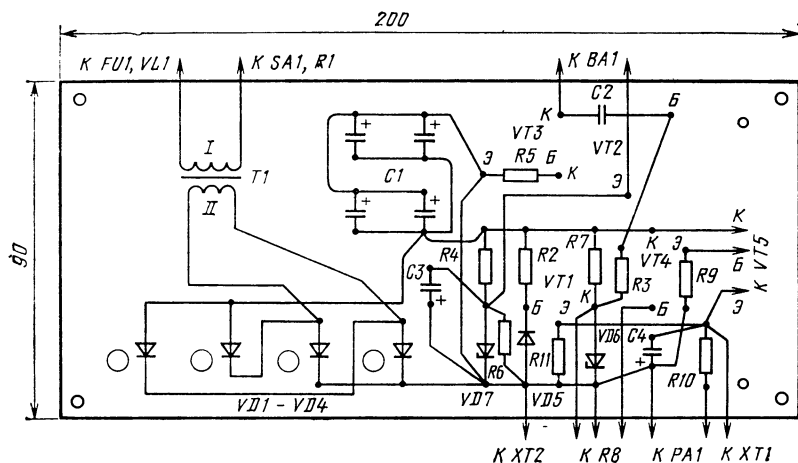 200
К FU1, VL1
К SA1, R1
К BA1
C2
К
Б
VT3
VT2
I
T1
II
C1
Э
R5
Б
К
Э
90
К
R4
R2
R7
К
VT4
Э
Б
К VT5
C3
VT1
R3
R9
К
Б
Э
Б
Э
VD6
C4
R6
R11
R10
VD1 - VD4
VD7
VD5
К XT2
К R8
К PA1
К XT1